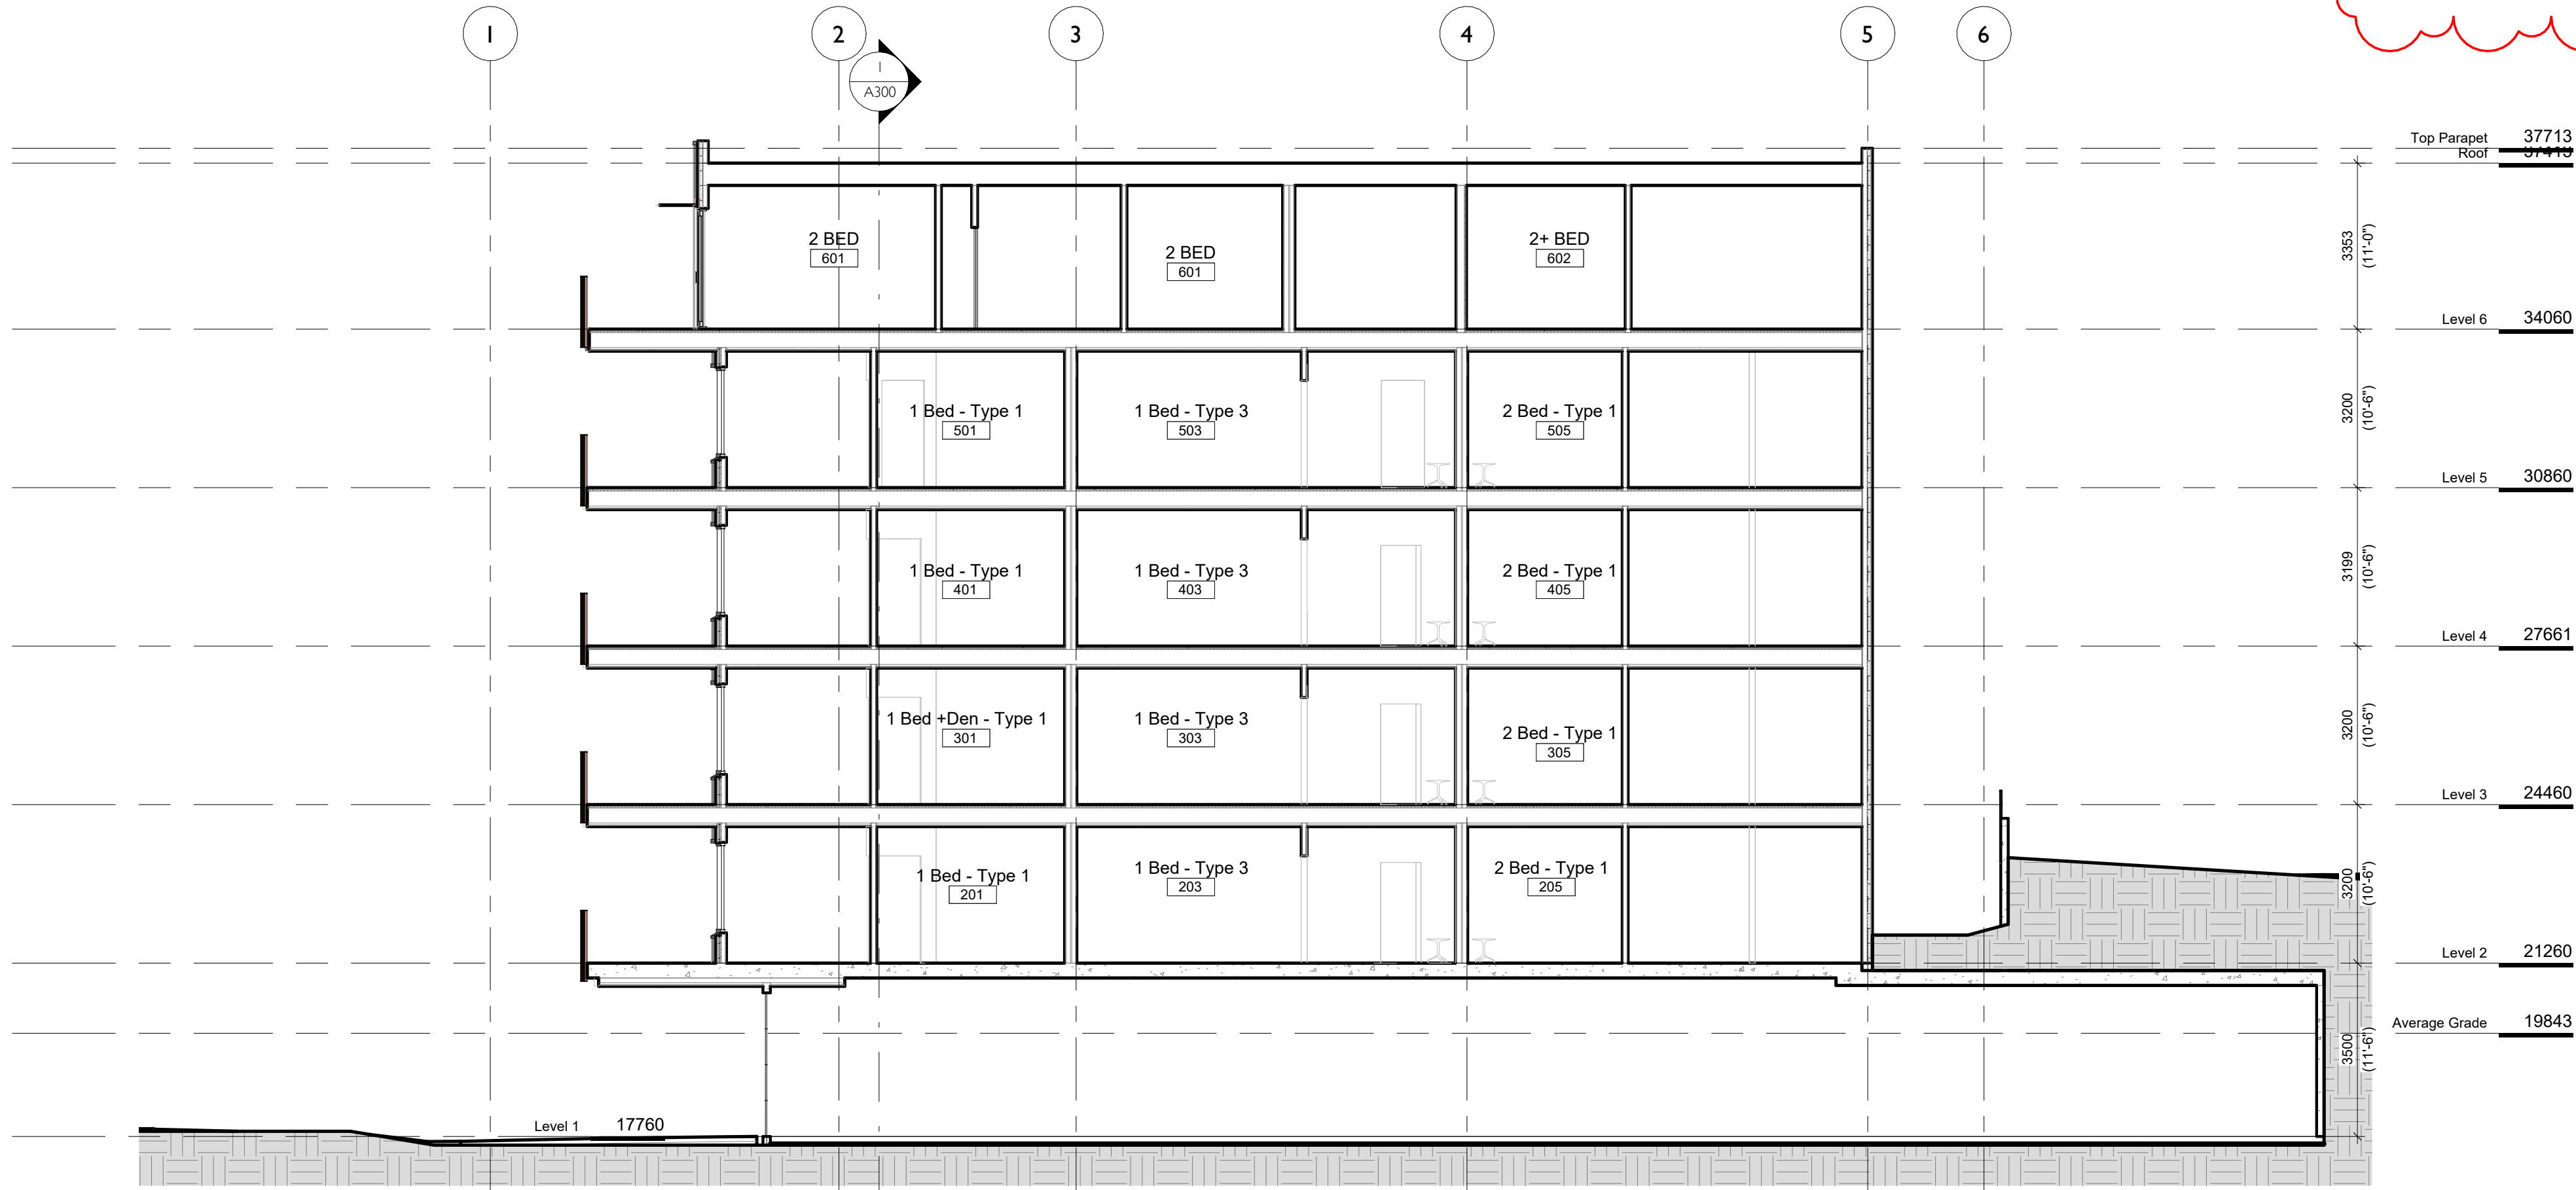 1
2
3
4
5
6
1
A300
Top Parapet 37713
Roof 37413
2 BED
601
2 BED
601
2+ BED
602
3353
(11'-0")
Level 6 34060
1 Bed - Type 1
501
1 Bed - Type 3
503
2 Bed - Type 1
505
3200
(10'-6")
Level 5 30860
1 Bed - Type 1
401
1 Bed - Type 3
403
2 Bed - Type 1
405
3199
(10'-6")
Level 4 27661
1 Bed +Den - Type 1
301
1 Bed - Type 3
303
2 Bed - Type 1
305
3200
(10'-6")
Level 3 24460
1 Bed - Type 1
201
1 Bed - Type 3
203
2 Bed - Type 1
205
3200
(10'-6")
Level 2 21260
Average Grade 19843
3500
(11'-6")
Level 1 17760